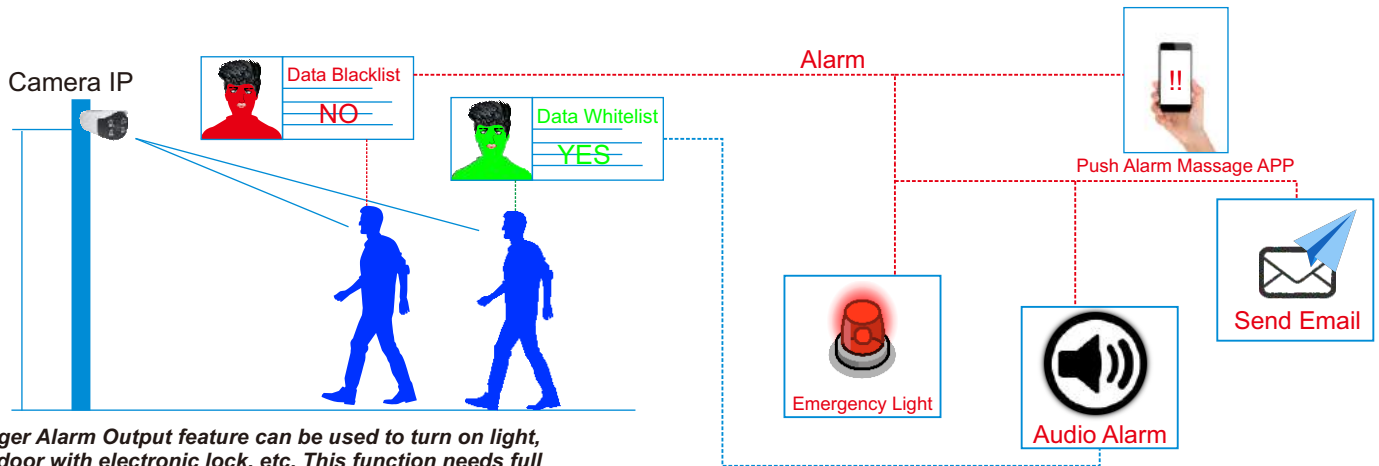 Camera IP
Data Blacklist
NO
Data Whitelist
YES
Alarm
!!
Push Alarm Massage APP
Send Email
Emergency Light
Audio Alarm
Alarm Output feature can be used to turn on light,
door with electronic lock, etc. This function needs full